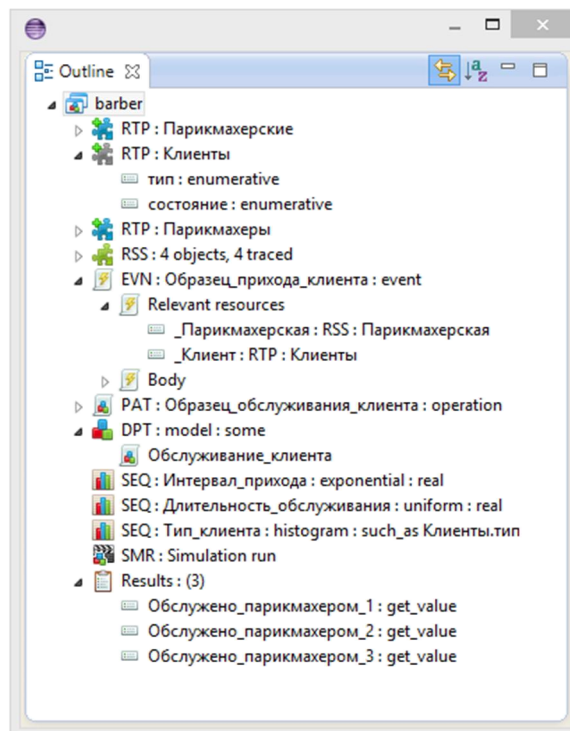 Outline
barber
RTP : Парикмахерские
RTP : Клиенты
тип : enumerative
состояние : enumerative
RTP : Парикмахеры
RSS : 4 objects, 4 traced
EVN : Образец_прихода_клиента : event
Relevant resources
_Парикмахерская : RSS : Парикмахерская
_Клиент : RTP : Клиенты
Body
PAT : Образец_обслуживания_клиента : operation
DPT : model : some
Обслуживание_клиента
SEQ : Интервал_прихода : exponential : real
SEQ : Длительность_обслуживания : uniform : real
SEQ : Тип_клиента : histogram : such_as Клиенты.тип
SMR : Simulation run
Results : (3)
Обслужено_парикмахером_1 : get_value
Обслужено_парикмахером_2 : get_value
Обслужено_парикмахером_3 : get_value